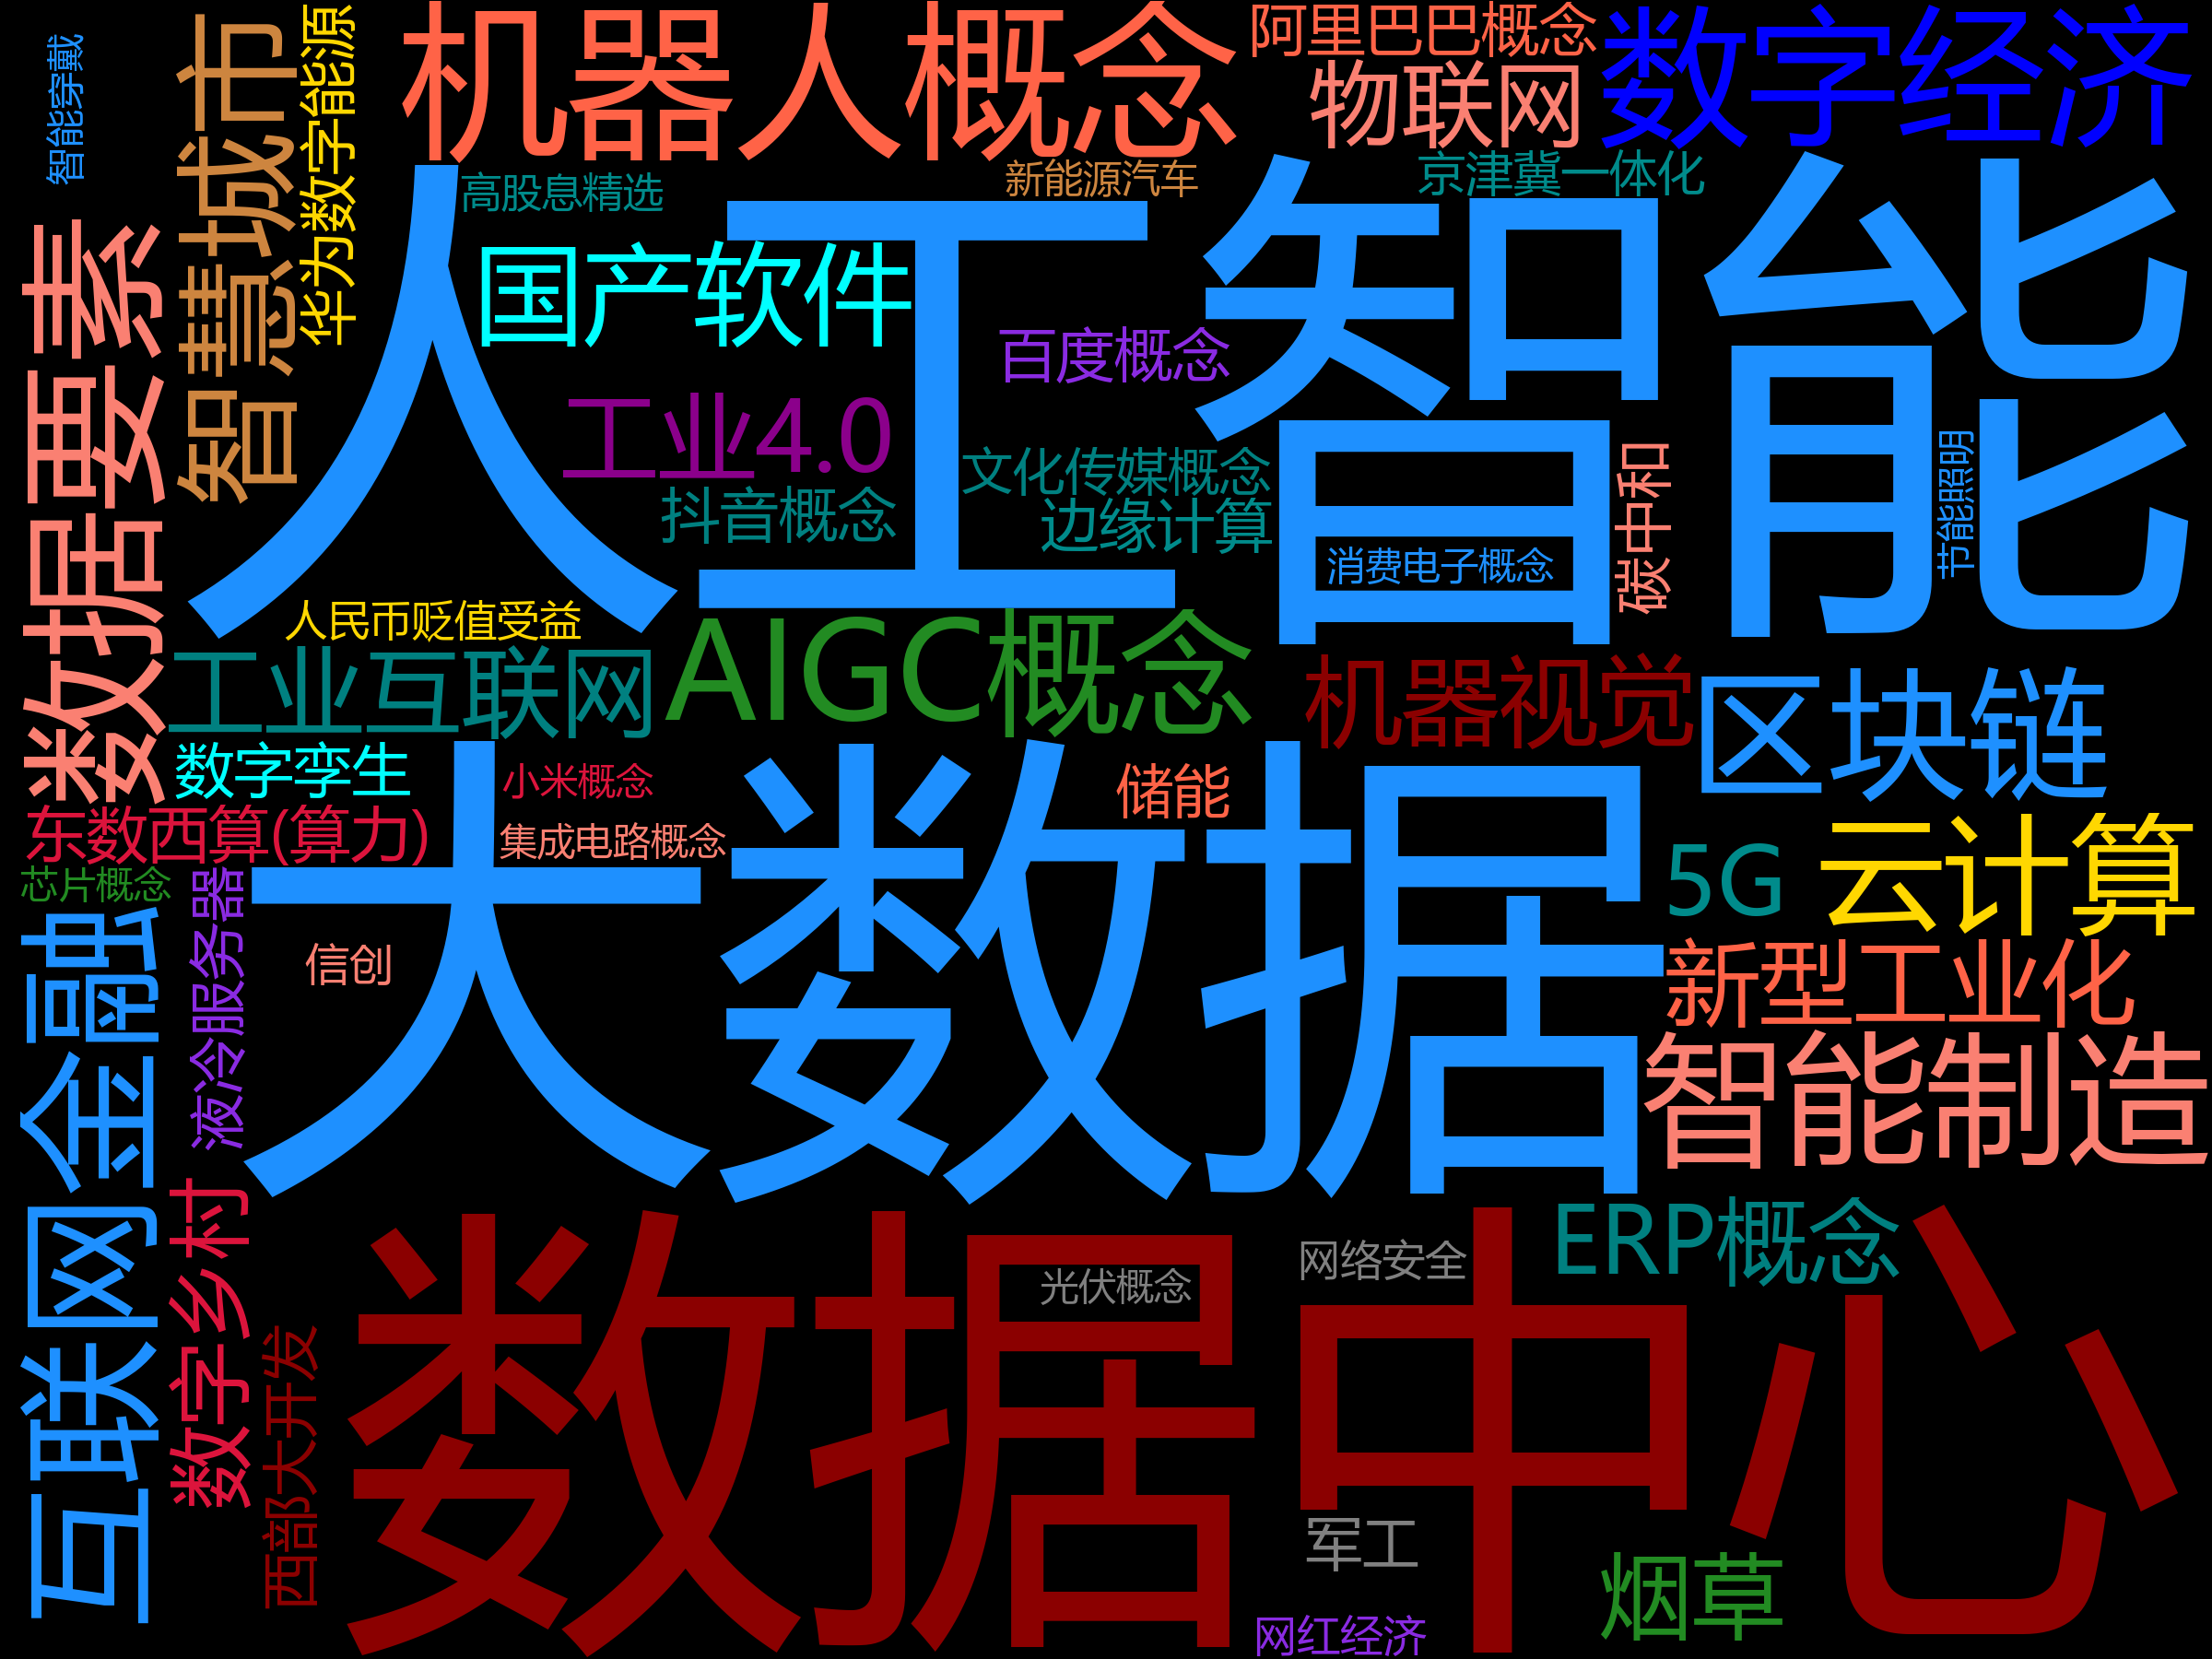 机器人概念
阿里巴巴概念
数字经济
物联网
智能穿戴
智慧城市
华为数字能源
高股息精选
新能源汽车
京津冀一体化
人工智能
国产软件
百度概念
工业4.0
文化传媒概念
抖音概念
边缘计算
消费电子概念
碳中和
节能照明
数据要素
人民币贬值受益
工业互联网
AIGC概念
机器视觉
区块链
数字孪生
小米概念
储能
东数西算(算力)
集成电路概念
芯片概念
大数据
5G
云计算
信创
液冷服务器
新型工业化
智能制造
互联网金融
数字乡村
ERP概念
网络安全
光伏概念
西部大开发
数据中心
军工
烟草
网红经济